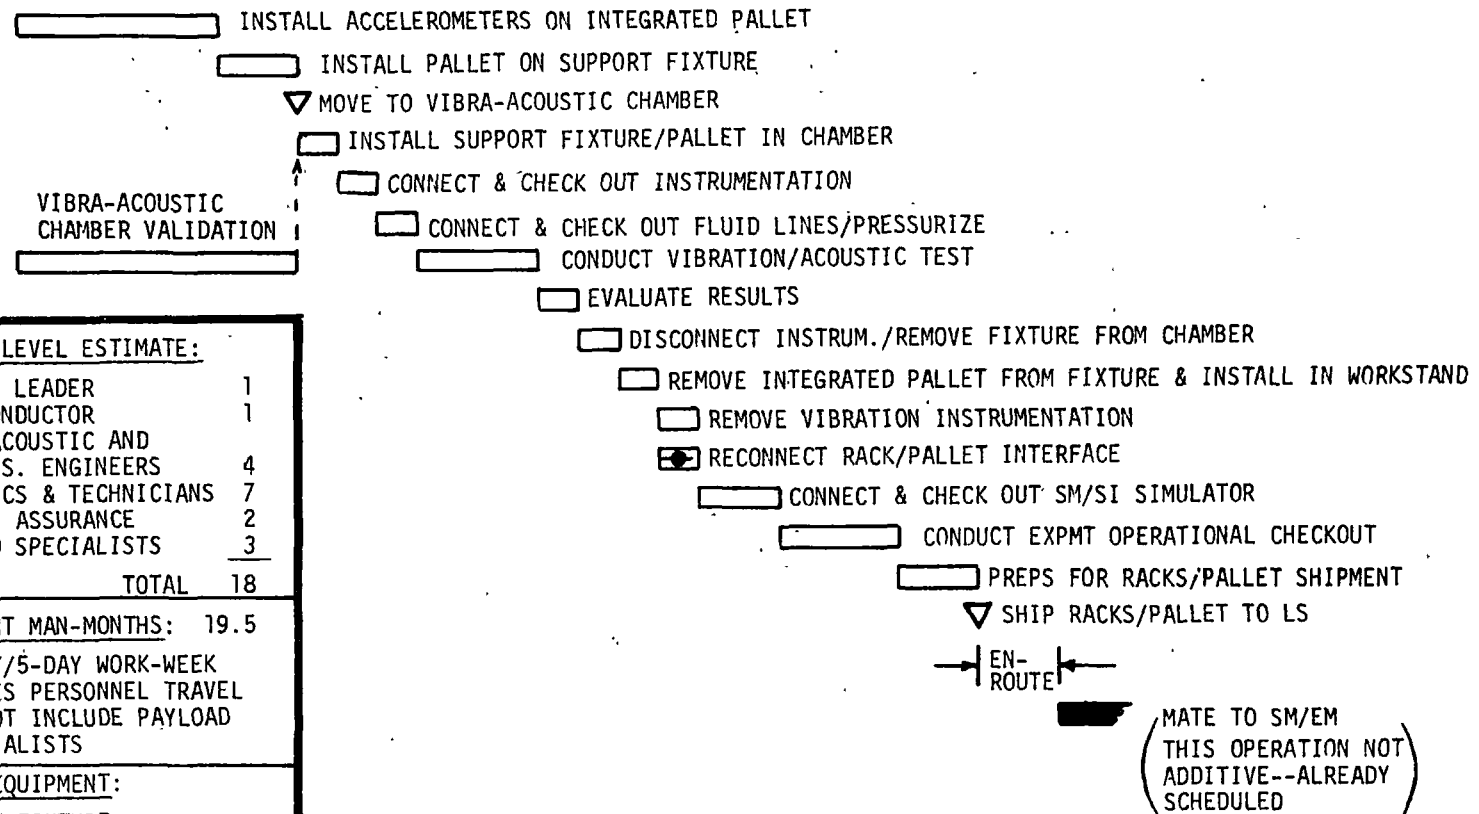 INSTALL ACCELEROMETERS ON INTEGRATED PALLET
INSTALL PALLET ON SUPPORT FIXTURE
MOVE TO VIBRA-ACOUSTIC CHAMBER
INSTALL SUPPORT FIXTURE/PALLET IN CHAMBER
CONNECT & CHECK OUT INSTRUMENTATION
VIBRA-ACOUSTIC
CHAMBER VALIDATION
CONNECT & CHECK OUT FLUID LINES/PRESSURIZE
CONDUCT VIBRATION/ACOUSTIC TEST
EVALUATE RESULTS
DISCONNECT INSTRUM./REMOVE FIXTURE FROM CHAMBER
REMOVE INTEGRATED PALLET FROM FIXTURE & INSTALL IN WORKSTAND
REMOVE VIBRATION INSTRUMENTATION
RECONNECT RACK/PALLET INTERFACE
CONNECT & CHECK OUT SM/SI SIMULATOR
CONDUCT EXPMT OPERATIONAL CHECKOUT
PREPS FOR RACKS/PALLET SHIPMENT
SHIP RACKS/PALLET TO LS
EN-
ROUTE
MATE TO SM/EM
THIS OPERATION NOT
ADDITIVE--ALREADY
SCHEDULED
LEVEL ESTIMATE:
LEADER 1
NDUCTOR 1
COUSTIC AND
S. ENGINEERS 4
CS & TECHNICIANS 7
ASSURANCE 2
SPECIALISTS 3
TOTAL 18
T MAN-MONTHS: 19.5
/5-DAY WORK-WEEK
ES PERSONNEL TRAVEL
OT INCLUDE PAYLOAD
ALISTS
QUIPMENT: